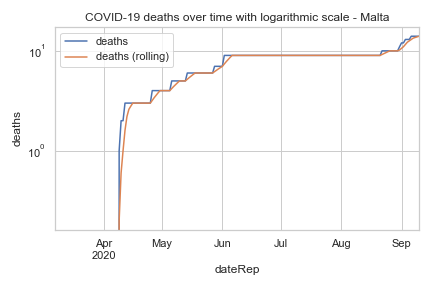 COVID-19 deaths over time with logarithmic scale - Malta
deaths
deaths (rolling)
10¹
10⁰
deaths
Apr
2020
May
Jun
Jul
Aug
Sep
dateRep